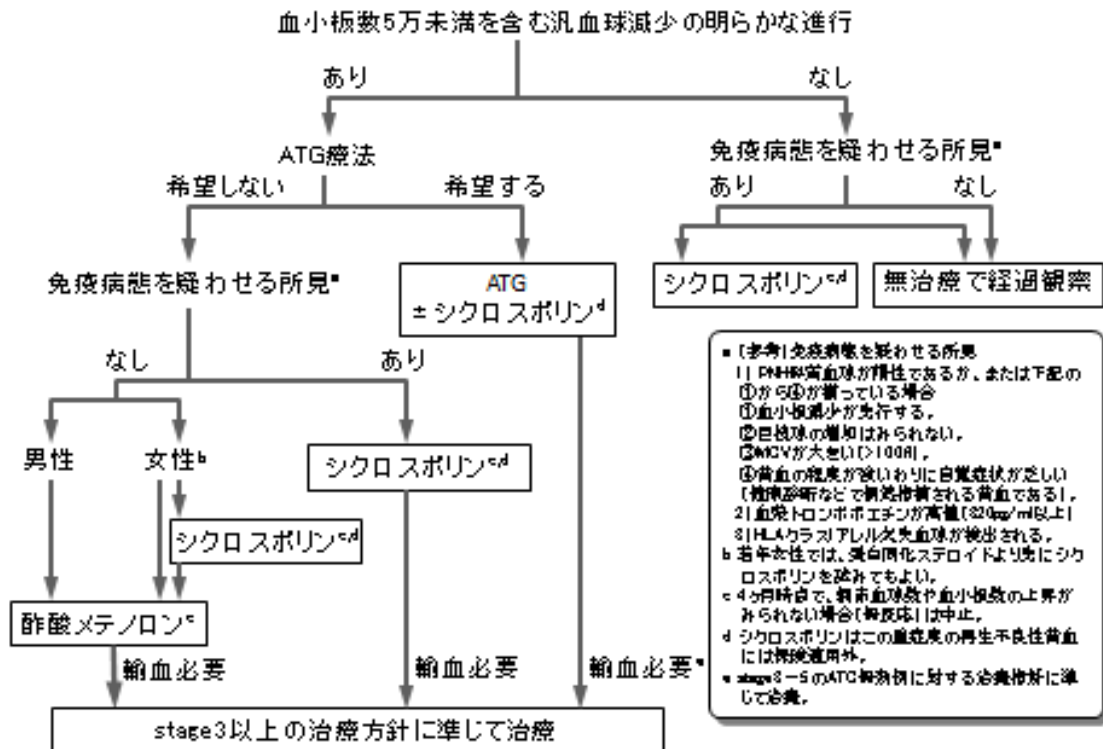 血小板数5万未満を含む汎血球減少の明らかな進行
あり
なし
ATG療法
免疫病態を疑わせる所見a
希望しない
希望する
あり
なし
免疫病態を疑わせる所見a
ATG
±シクロスポリンd
シクロスポリンc,d
無治療で経過観察
なし
あり
男性
女性b
シクロスポリンc,d
シクロスポリンc,d
酢酸メテノロンc
輸血必要
輸血必要
輸血必要e
stage3以上の治療方針に準じて治療
a [参考]免疫病態を疑わせる所見
1) PNH型血球が陽性であるか、または下記の
①から④が揃っている場合
①血小板減少が先行する。
②巨核球の増加はみられない。
③MCVが大きい(>100fl)。
④貧血の程度が強いわりに自覚症状が乏しい
2)血漿トロンボポエチンが高値(320pg/ml以上)
3)HLAクラスIアレル欠失血球が検出される。
b 若年女性では、蛋白同化ステロイドより先にシク
ロスポリンを試みてもよい。
c 4ヶ月時点で、網赤血球数や血小板数の上昇が
みられない場合(無反応)は中止。
d シクロスポリンはこの重症度の再生不良性貧血
には保険適用外。
e stage3-5のATG無効例に対する治療指針に準
じて治療。